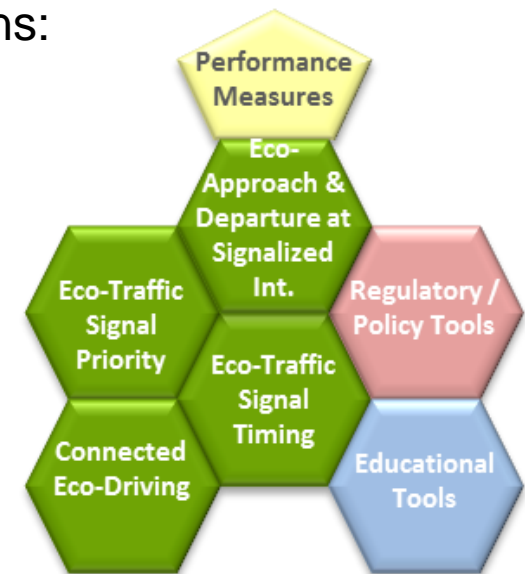 ns:
Performance
Measures
Eco-
Approach &
Departure at
Signalized
Int.
Eco-Traffic
Signal
Priority
Regulatory /
Policy Tools
Eco-Traffic
Signal
Timing
Connected
Eco-Driving
Educational
Tools